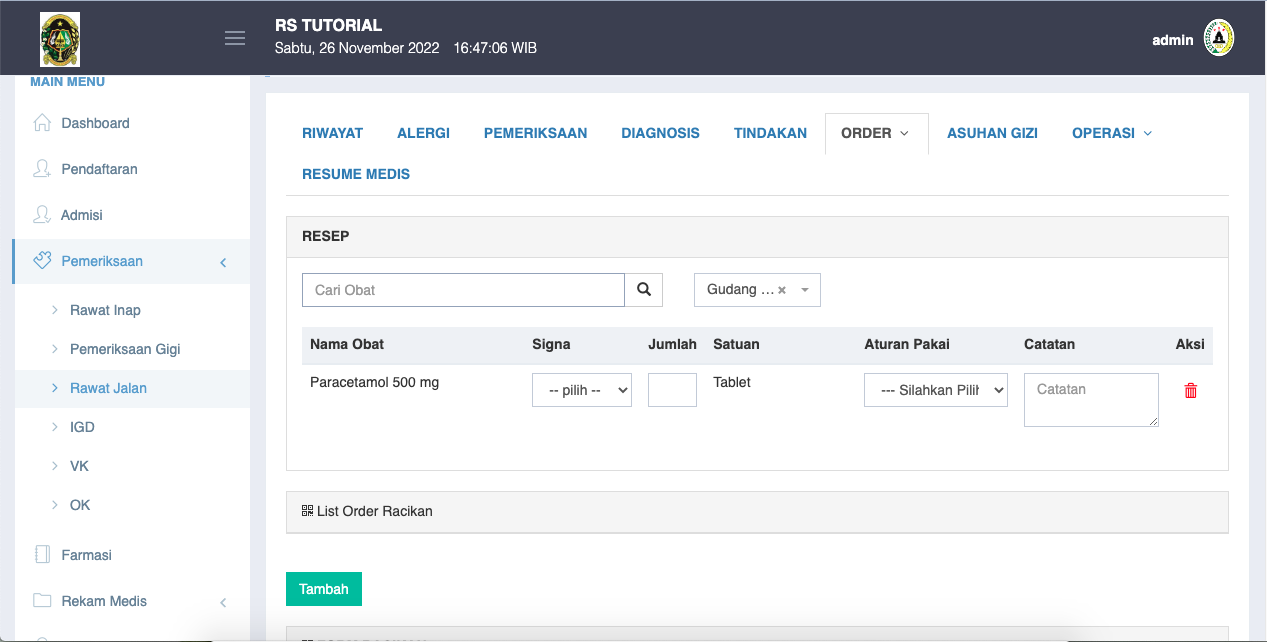 RS TUTORIAL
Sabtu, 26 November 2022 16:47:06 WIB
admin
MAIN MENU
Dashboard
Pendaftaran
Admisi
Pemeriksaan
Rawat Inap
Pemeriksaan Gigi
Rawat Jalan
IGD
VK
OK
Farmasi
Rekam Medis
RIWAYAT ALERGI PEMERIKSAAN DIAGNOSIS TINDAKAN ORDER ASUHAN GIZI OPERASI
RESUME MEDIS
RESEP
Cari Obat Gudang ... ×
Nama Obat Signa Jumlah Satuan Aturan Pakai Catatan Aksi
Paracetamol 500 mg -- pilih -- Tablet --- Silahkan Pilih Catatan
List Order Racikan
Tambah